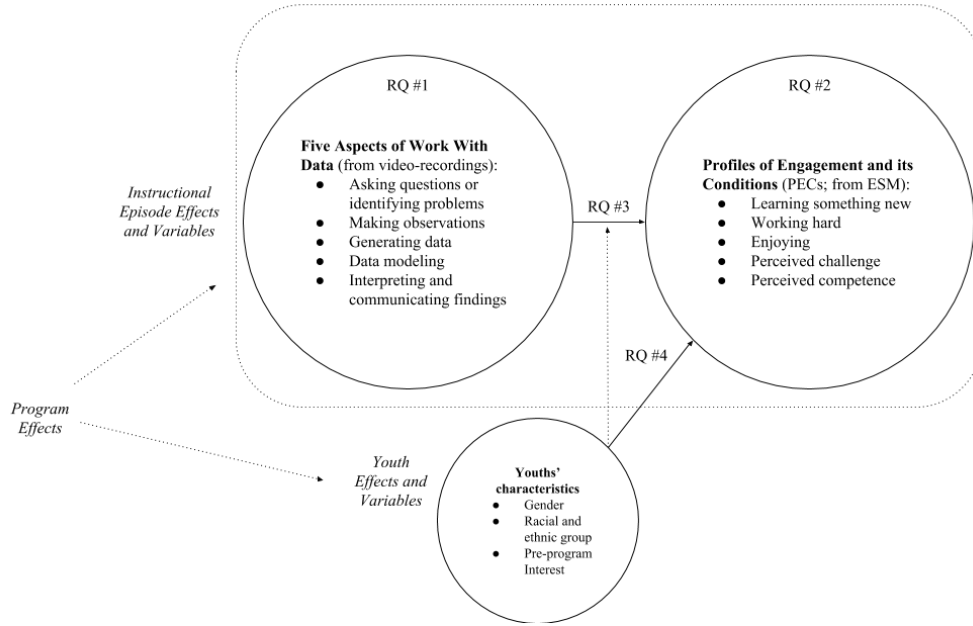 RQ #1
Five Aspects of Work With
Data (from video-recordings):
● Asking questions or
identifying problems
● Making observations
● Generating data
● Data modeling
● Interpreting and
communicating findings
RQ #2
Profiles of Engagement and its
Conditions (PECs; from ESM):
● Learning something new
● Working hard
● Enjoying
● Perceived challenge
● Perceived competence
RQ #3
RQ #4
Instructional
Episode Effects
and Variables
Program
Effects
Youth
Effects and
Variables
Youths'
characteristics
● Gender
● Racial and
ethnic group
● Pre-program
Interest